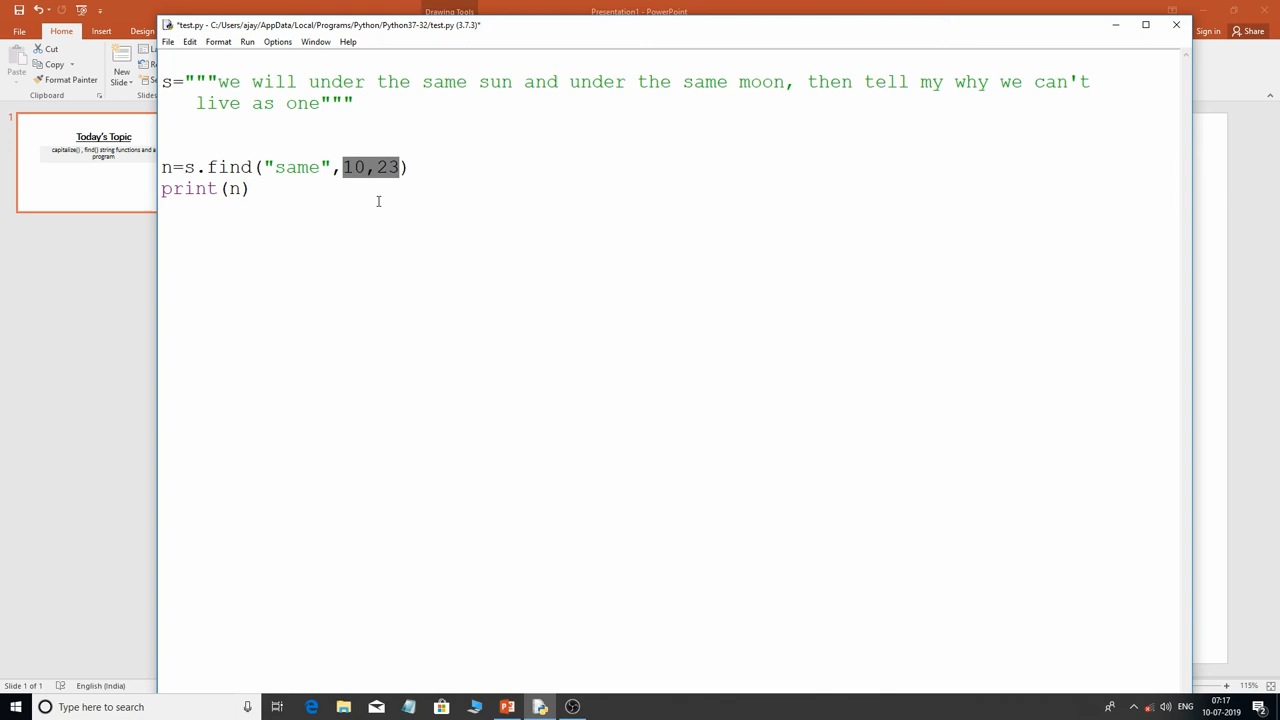 Drawing Tools
Presentation1 - PowerPoint
File
Home
Insert
Design
Sign in
Share
Paste
Cut
Copy
Format Painter
Clipboard
New
Slide
Slides
*test.py - C:/Users/ajay/AppData/Local/Programs/Python/Python37-32/test.py (3.7.3)*
File Edit Format Run Options Window Help
s="""we will under the same sun and under the same moon, then tell my why we can't
live as one"""
n=s.find("same",10,23)
print(n)
1
Today's Topic
capitalize() , find() string functions and a
program
Slide 1 of 1
English (India)
115%
Type here to search
ENG
07:17
10-07-2019
2